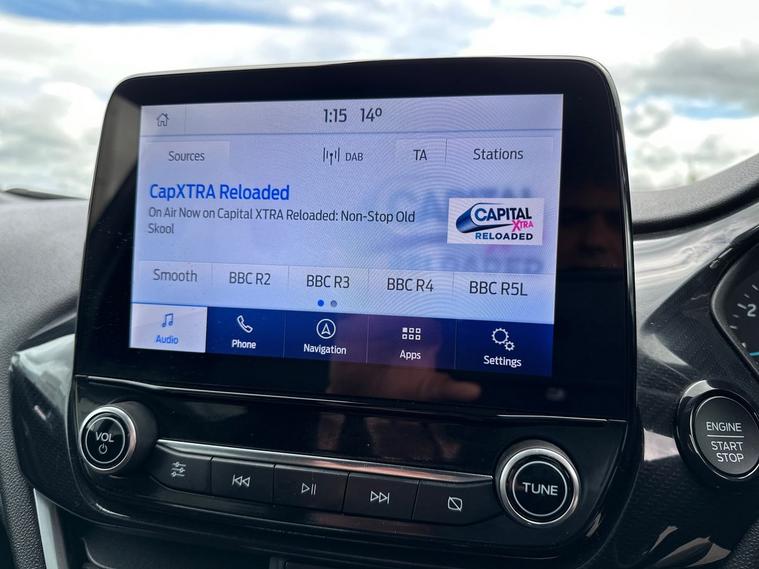 1:15 14º
Sources DAB TA Stations
CapXTRA Reloaded
On Air Now on Capital XTRA Reloaded: Non-Stop Old
Skool
CAPITAL
XTRA
RELOADED
Smooth BBC R2 BBC R3 BBC R4 BBC R5L
Audio Phone Navigation Apps Settings
VOL
TUNE
ENGINE
START
STOP
2